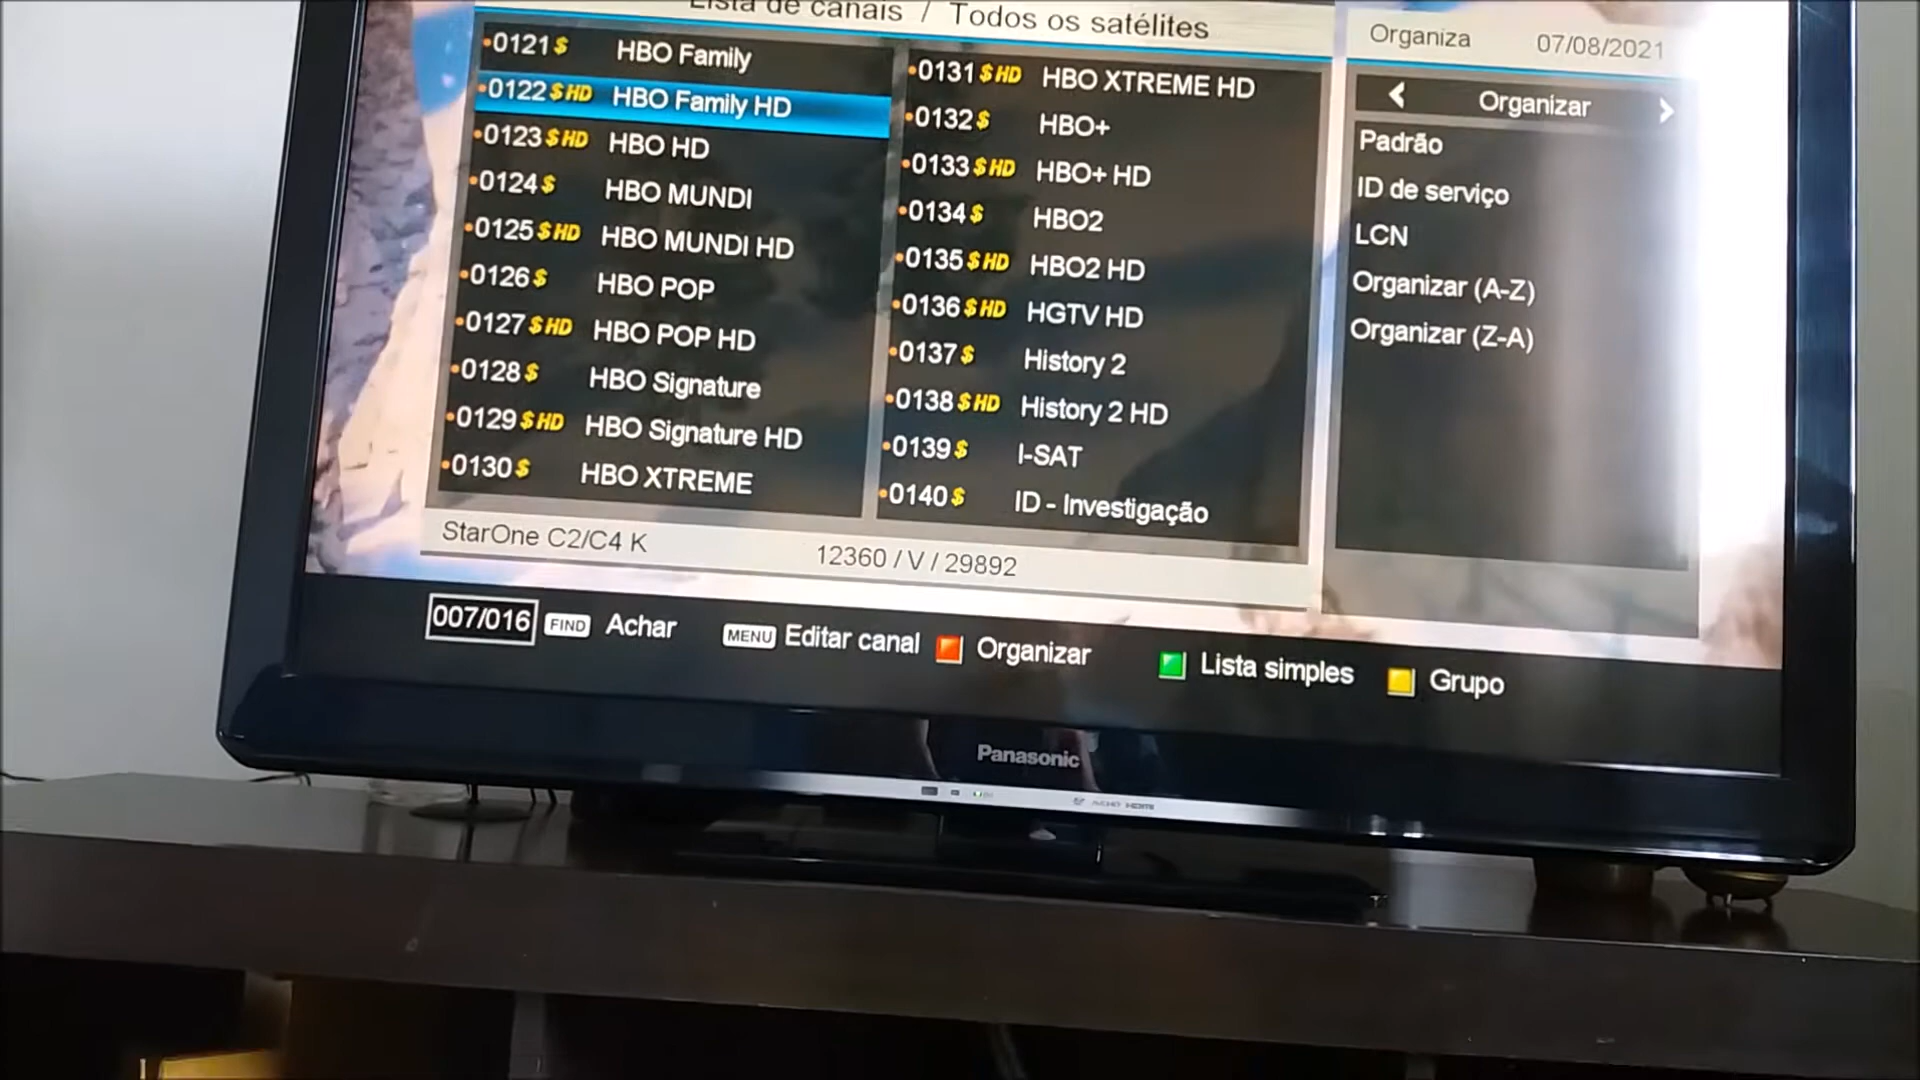 Lista de canais / Todos os satélites
Organiza 07/08/2021
•0121 $ HBO Family
•0122 $ HD HBO Family HD
•0123 $ HD HBO HD
•0124 $ HBO MUNDI
•0125 $ HD HBO MUNDI HD
•0126 $ HBO POP
•0127 $ HD HBO POP HD
•0128 $ HBO Signature
•0129 $ HD HBO Signature HD
•0130 $ HBO XTREME
•0131 $ HD HBO XTREME HD
•0132 $ HBO+
•0133 $ HD HBO+ HD
•0134 $ HBO2
•0135 $ HD HBO2 HD
•0136 $ HD HGTV HD
•0137 $ History 2
•0138 $ HD History 2 HD
•0139 $ I-SAT
•0140 $ ID - Investigação
Organizar
Padrão
ID de serviço
LCN
Organizar (A-Z)
Organizar (Z-A)
StarOne C2/C4 K 12360 / V / 29892
007/016 FIND Achar MENU Editar canal Organizar Lista simples Grupo
Panasonic
HDMI